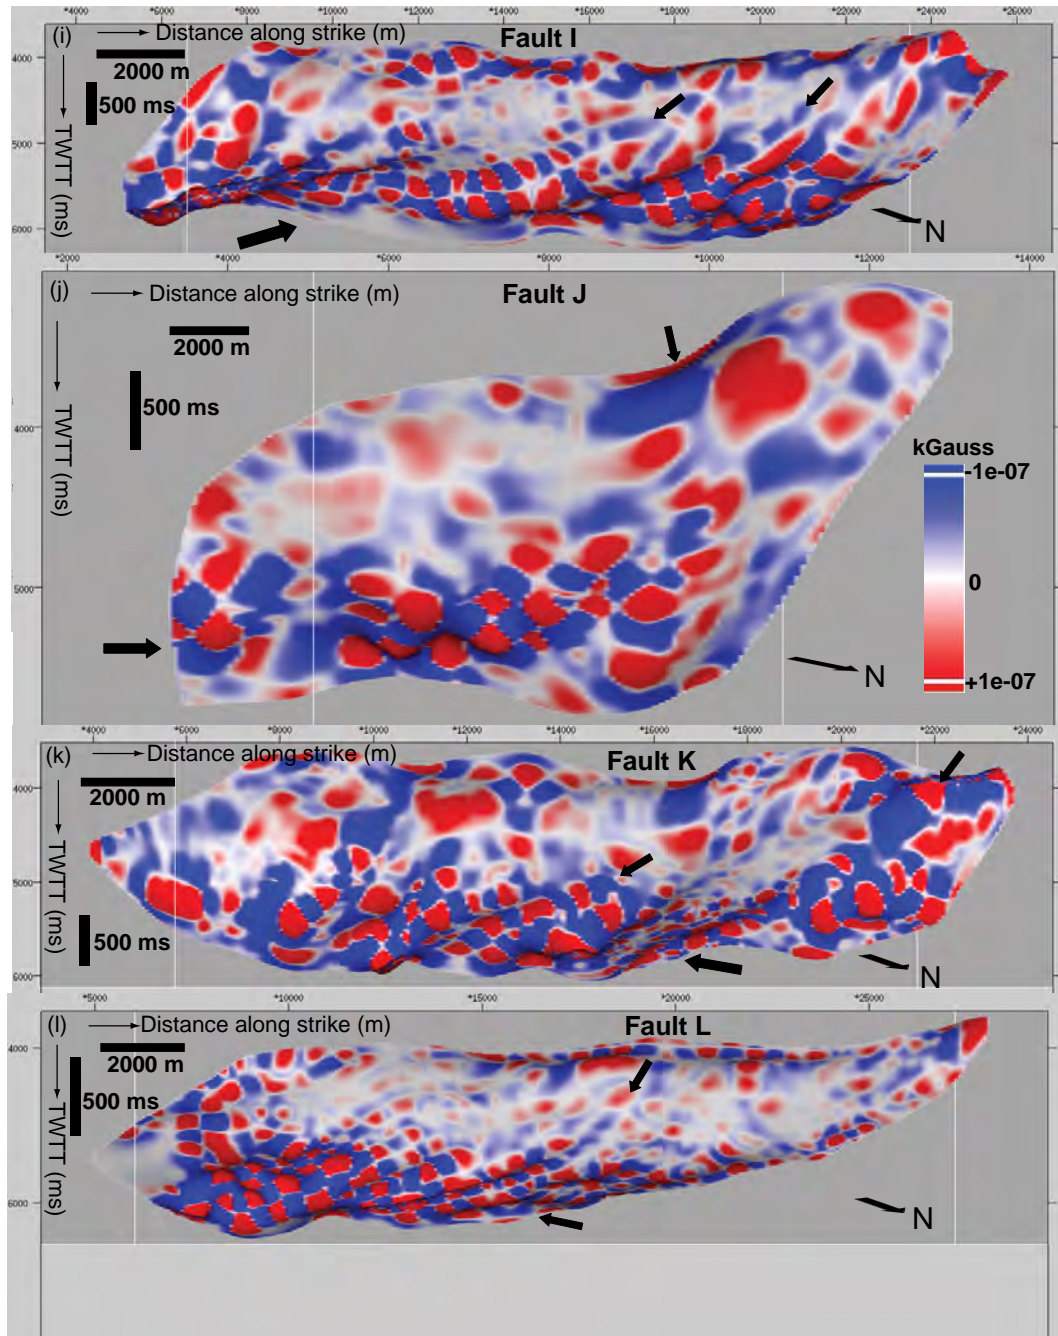 *4000 *6000 *8000 *10000 *12000 *14000 *16000 *18000 *20000 *22000 *24000 *26000
(i) Distance along strike (m) Fault I
2000 m
500 ms
TWTT (ms)
4000
5000
6000
N
*2000 *4000 *6000 *8000 *10000 *12000 *14000
(j) Distance along strike (m) Fault J
2000 m
500 ms
TWTT (ms)
4000
5000
kGauss
-1e-07
0
+1e-07
N
*4000 *6000 *8000 *10000 *12000 *14000 *16000 *18000 *20000 *22000 *24000
(k) Distance along strike (m) Fault K
2000 m
TWTT (ms)
500 ms
4000
5000
6000
N
*5000 *10000 *15000 *20000 *25000
(l) Distance along strike (m) Fault L
2000 m
500 ms
TWTT (ms)
4000
6000
N